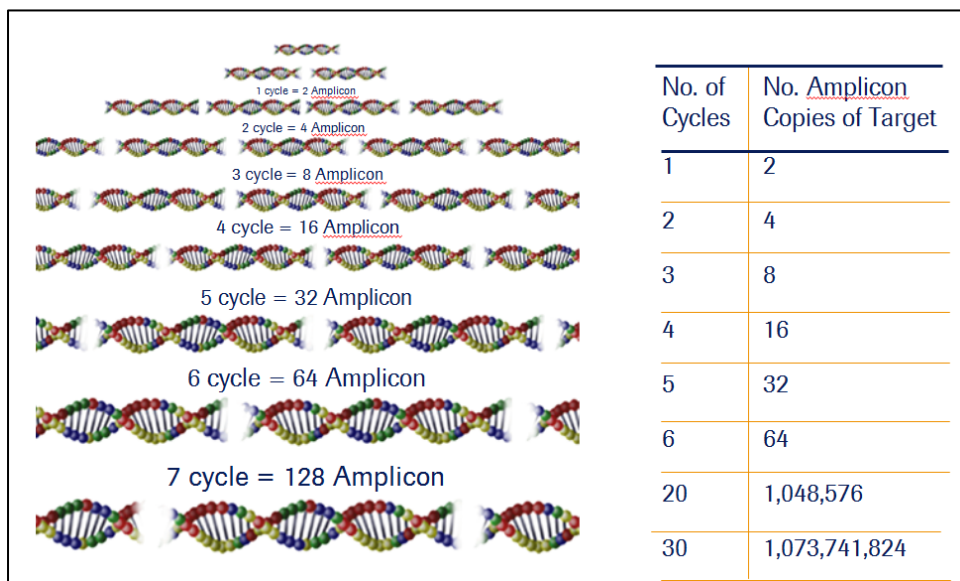 1 cycle = 2 Amplicon
2 cycle = 4 Amplicon
3 cycle = 8 Amplicon
4 cycle = 16 Amplicon
5 cycle = 32 Amplicon
6 cycle = 64 Amplicon
7 cycle = 128 Amplicon
No. of No. Amplicon
Cycles Copies of Target
1 2
2 4
3 8
4 16
5 32
6 64
20 1,048,576
30 1,073,741,824